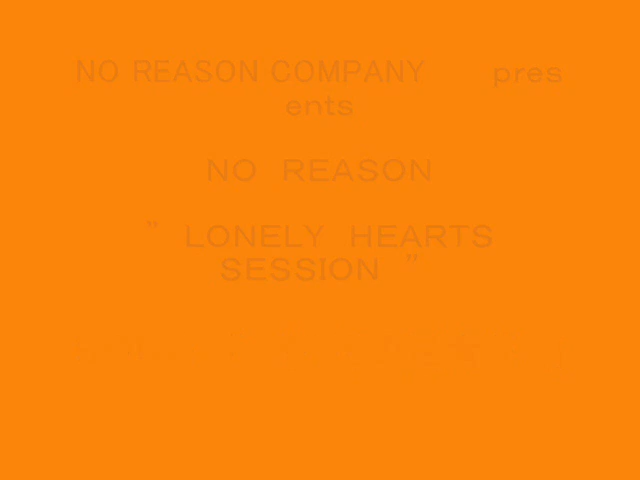 NO REASON COMPANY pres
ents
NO REASON
” LONELY HEARTS
SESSION ”